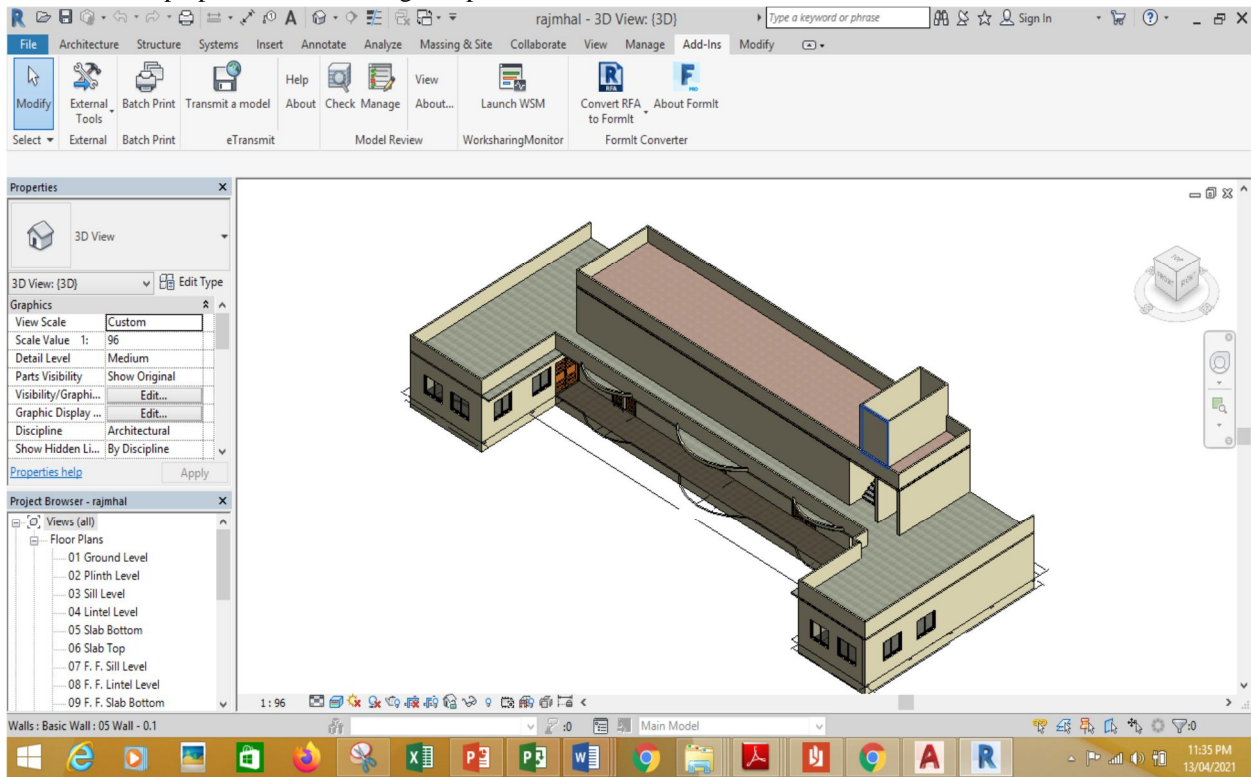 rajmhal - 3D View: {3D}
Type a keyword or phrase
Sign In
File Architecture Structure Systems Insert Annotate Analyze Massing & Site Collaborate View Manage Add-Ins Modify
Modify
External Tools
Batch Print
Transmit a model
Help
About
Check
Manage
View
About...
Launch WSM
Convert RFA
to FormIt
About FormIt
Select External Batch Print eTransmit Model Review WorksharingMonitor FormIt Converter
Properties
3D View
3D View: {3D} Edit Type
Graphics
View Scale Custom
Scale Value 1: 96
Detail Level Medium
Parts Visibility Show Original
Visibility/Graphi... Edit...
Graphic Display ... Edit...
Discipline Architectural
Show Hidden Li... By Discipline
Properties help Apply
Project Browser - rajmhal
Views (all)
Floor Plans
01 Ground Level
02 Plinth Level
03 Sill Level
04 Lintel Level
05 Slab Bottom
06 Slab Top
07 F. F. Sill Level
08 F. F. Lintel Level
09 F. F. Slab Bottom
1 : 96
Walls : Basic Wall : 05 Wall - 0.1
:0
Main Model
:0
11:35 PM
13/04/2021